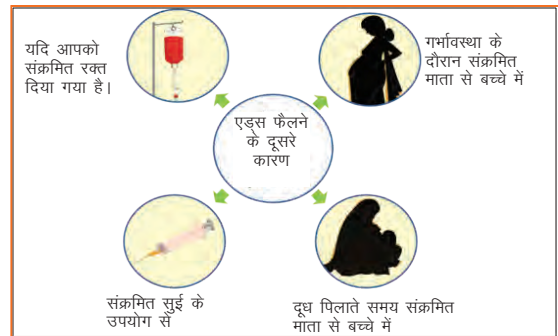 यदि आपको
संक्रमित रक्त
दिया गया है।
गर्भावस्था के
दौरान संक्रमित
माता से बच्चे में
एड्स फैलने
के दूसरे
कारण
संक्रमित सुई के
उपयोग से
दूध पिलाते समय संक्रमित
माता से बच्चे में